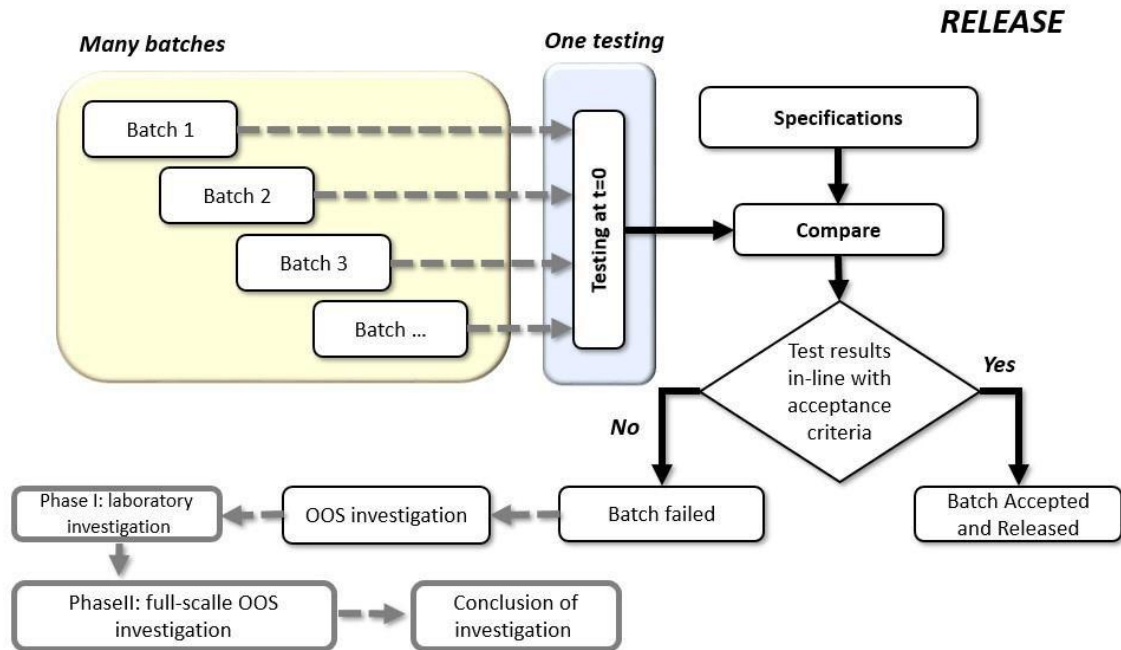 RELEASE
Many batches
One testing
Batch 1
Batch 2
Batch 3
Batch ...
Testing at t=0
Specifications
Compare
Test results
in-line with
acceptance
criteria
Yes
No
Phase I: laboratory
investigation
OOS investigation
Batch failed
Batch Accepted
and Released
PhaseII: full-scalle OOS
investigation
Conclusion of
investigation